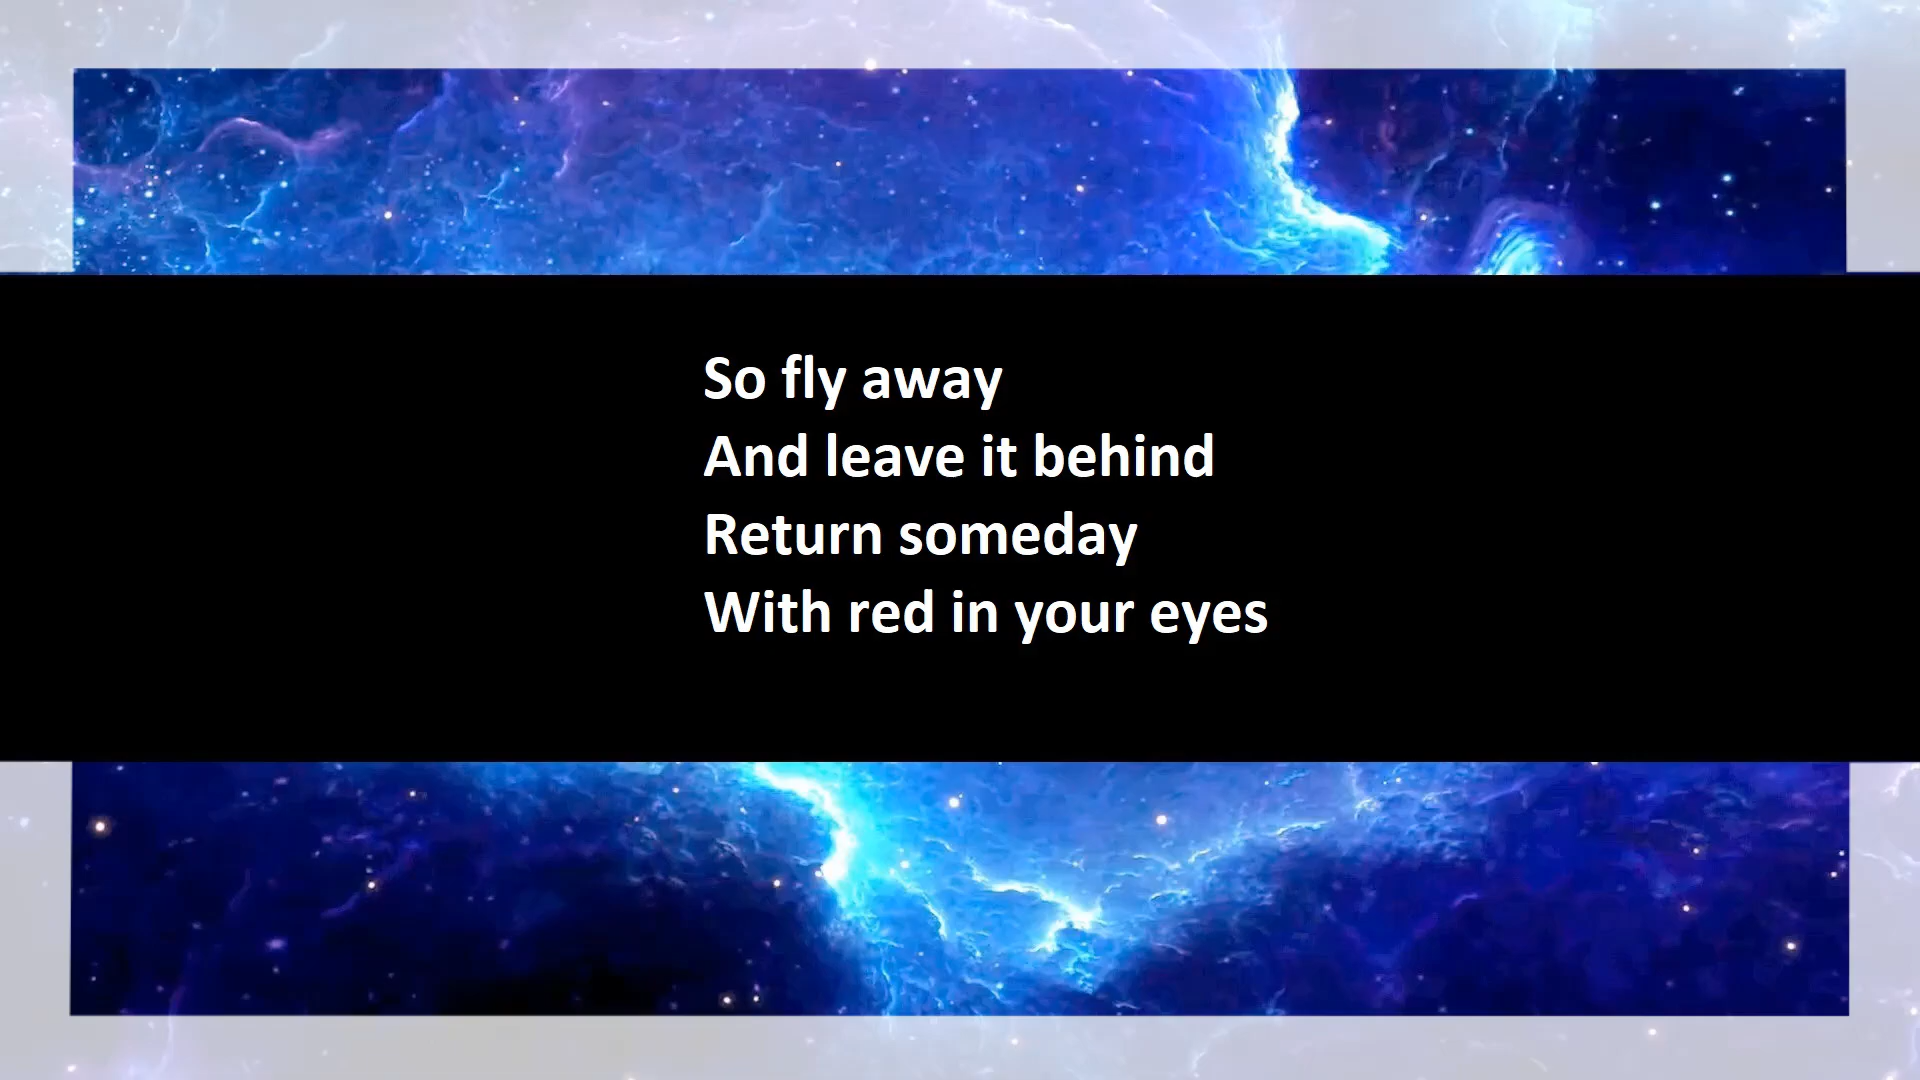 So fly away
And leave it behind
Return someday
With red in your eyes